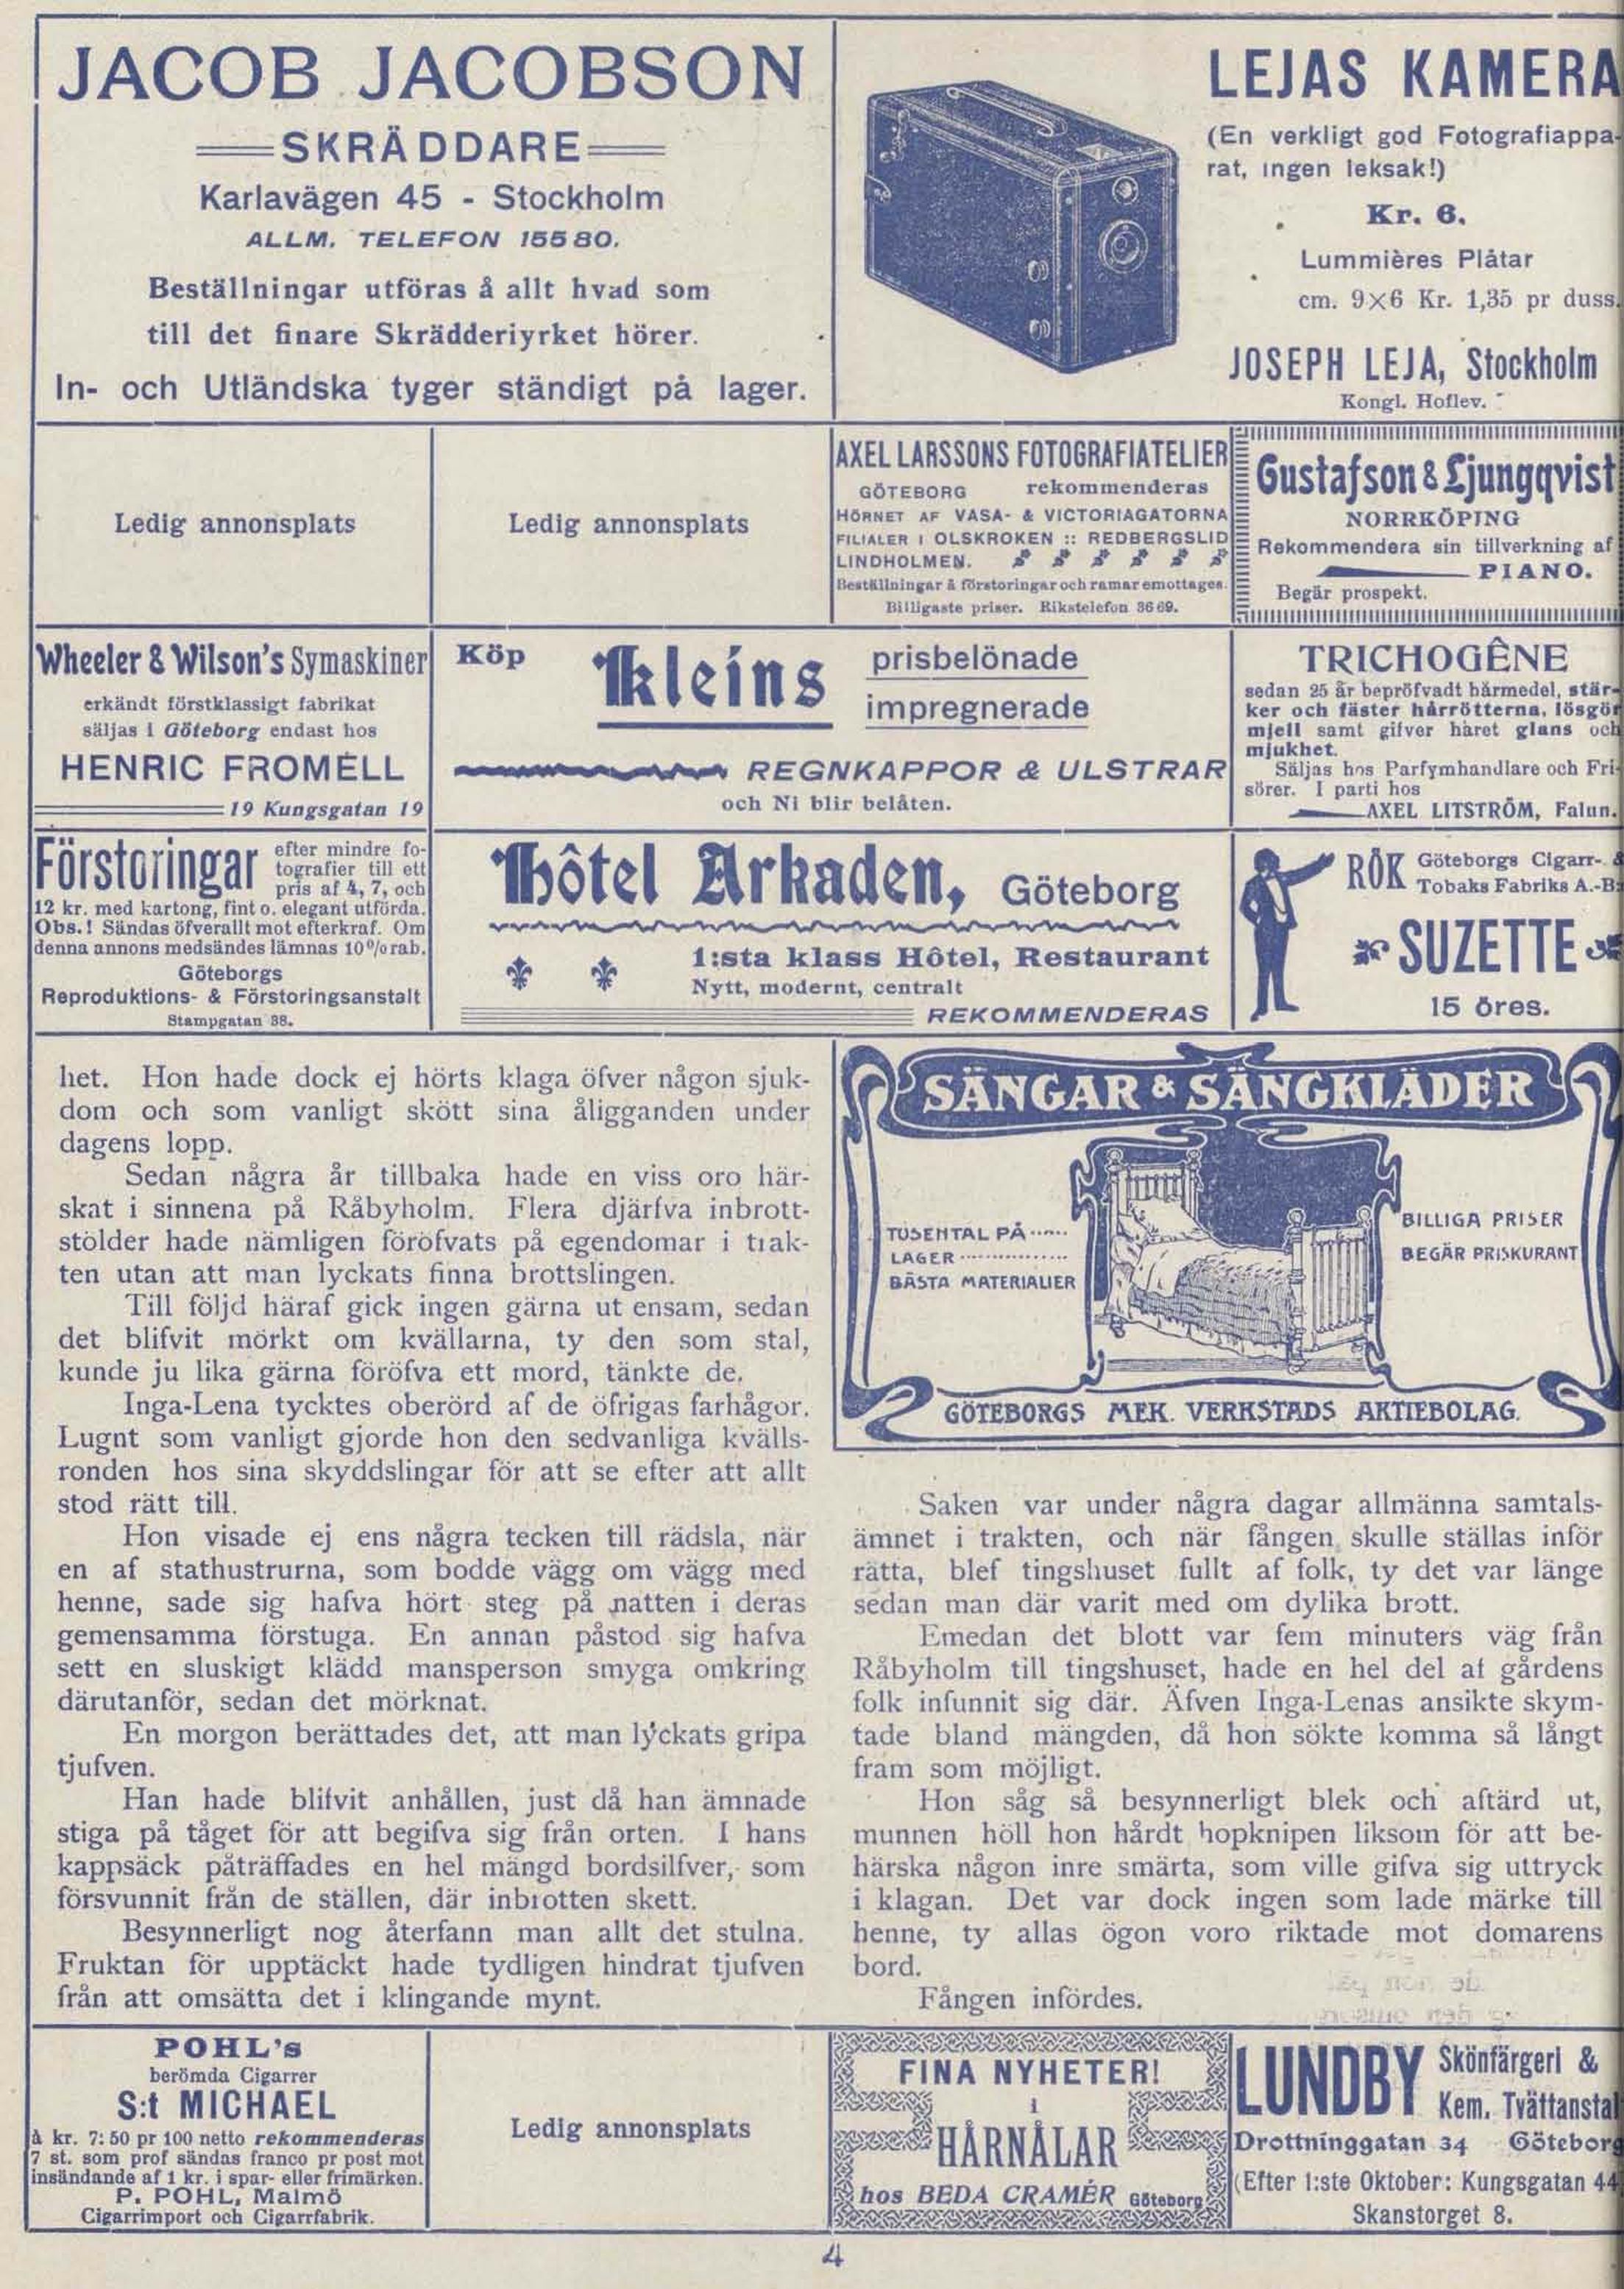 JACOB JACOBSON
SKRÄDDARE
Karlavägen 45 - Stockholm
ALLM. TELEFON 155 80.
Beställningar utföras å allt hvad som
till det finare Skrädderiyrket hörer.
In- och Utländska tyger ständigt på lager.
LEJAS KAMERA
(En verkligt god Fotografiappa-
rat, ingen leksak!)
Kr. 6.
Lummières Plåtar
cm. 9×6 Kr. 1,35 pr duss.
JOSEPH LEJA, Stockholm
Kongl. Hoflev.
Ledig annonsplats
Ledig annonsplats
AXEL LARSSONS FOTOGRAFIATELIER
GÖTEBORG rekommenderas
HÖRNET AF VASA- & VICTORIAGATORNA
FILIALER I OLSKROKEN :: REDBERGSLID
LINDHOLMEN.
Beställningar å förstoringar och ramar emottages.
Billigaste priser. Rikstelefon 3669.
Gustafson & Ljungqvist
NORRKÖPING
Rekommendera sin tillverkning af
PIANO.
Begär prospekt.
Wheeler & Wilson's Symaskiner
erkändt förstklassigt fabrikat
säljas i Göteborg endast hos
HENRIC FROMELL
19 Kungsgatan 19
Köp Kleins prisbelönade
impregnerade
REGNKAPPOR & ULSTRAR
och Ni blir belåten.
TRICHOGÊNE
sedan 25 år bepröfvadt hårmedel, stär-
ker och fäster hårrötterna, lösgör
mjell samt gifver håret glans och
mjukhet.
Säljas hos Parfymhandlare och Fri-
sörer. I parti hos
AXEL LITSTRÖM, Falun.
Förstoringar efter mindre fo-
tografier till ett
pris af 4, 7, och
12 kr. med kartong, fint o. elegant utförda.
Obs.! Sändas öfverallt mot efterkraf. Om
denna annons medsändes lämnas 10% rab.
Göteborgs
Reproduktions- & Förstoringsanstalt
Stampgatan 38.
Hôtel Arkaden, Göteborg
1:sta klass Hôtel, Restaurant
Nytt, modernt, centralt
REKOMMENDERAS
RÖK Göteborgs Cigarr- &
Tobaks Fabriks A.-B:s
SUZETTE
15 öres.
het. Hon hade dock ej hörts klaga öfver någon sjuk-
dom och som vanligt skött sina åligganden under
dagens lopp.
Sedan några år tillbaka hade en viss oro här-
skat i sinnena på Råbyholm. Flera djärfva inbrott-
stölder hade nämligen föröfvats på egendomar i trak-
ten utan att man lyckats finna brottslingen.
Till följd häraf gick ingen gärna ut ensam, sedan
det blifvit mörkt om kvällarna, ty den som stal,
kunde ju lika gärna föröfva ett mord, tänkte de.
Inga-Lena tycktes oberörd af de öfrigas farhågor.
Lugnt som vanligt gjorde hon den sedvanliga kvälls-
ronden hos sina skyddslingar för att se efter att allt
stod rätt till.
Hon visade ej ens några tecken till rädsla, när
en af stathustrurna, som bodde vägg om vägg med
henne, sade sig hafva hört steg på natten i deras
gemensamma förstuga. En annan påstod sig hafva
sett en sluskigt klädd mansperson smyga omkring
därutanför, sedan det mörknat.
En morgon berättades det, att man lyckats gripa
tjufven.
Han hade blifvit anhållen, just då han ämnade
stiga på tåget för att begifva sig från orten. I hans
kappsäck påträffades en hel mängd bordsilfver, som
försvunnit från de ställen, där inbrotten skett.
Besynnerligt nog återfann man allt det stulna.
Fruktan för upptäckt hade tydligen hindrat tjufven
från att omsätta det i klingande mynt.
SÄNGAR & SÄNGKLÄDER
TUSENTAL PÅ
LAGER
BÄSTA MATERIALIER
BILLIGA PRISER
BEGÄR PRISKURANT
GÖTEBORGS MEK. VERKSTADS AKTIEBOLAG.
Saken var under några dagar allmänna samtals-
ämnet i trakten, och när fången skulle ställas inför
rätta, blef tingshuset fullt af folk, ty det var länge
sedan man där varit med om dylika brott.
Emedan det blott var fem minuters väg från
Råbyholm till tingshuset, hade en hel del af gårdens
folk infunnit sig där. Äfven Inga-Lenas ansikte skym-
tade bland mängden, då hon sökte komma så långt
fram som möjligt.
Hon såg så besynnerligt blek och aftärd ut,
munnen höll hon hårdt hopknipen liksom för att be-
härska någon inre smärta, som ville gifva sig uttryck
i klagan. Det var dock ingen som lade märke till
henne, ty allas ögon voro riktade mot domarens
bord.
Fången infördes.
POHL's
berömda Cigarrer
S:t MICHAEL
à kr. 7:50 pr 100 netto rekommenderas
7 st. som prof sändas franco pr post mot
insändande af 1 kr. i spar- eller frimärken.
P. POHL, Malmö
Cigarrimport och Cigarrfabrik.
Ledig annonsplats
FINA NYHETER!
i
HÅRNÅLAR
hos BEDA CRAMÉR Göteborg
LUNDBY Skönfärgeri &
Kem. Tvättanstal
Drottninggatan 34 Göteborg
(Efter 1:ste Oktober: Kungsgatan 44
Skanstorget 8.
4